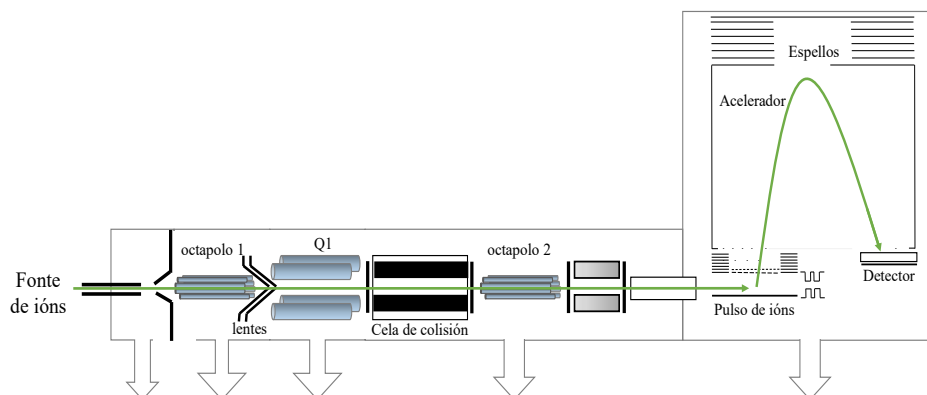 Espellos
Acelerador
octapolo 1
Q1
octapolo 2
Fonte
de ións
lentes
Cela de colisión
Pulso de ións
Detector